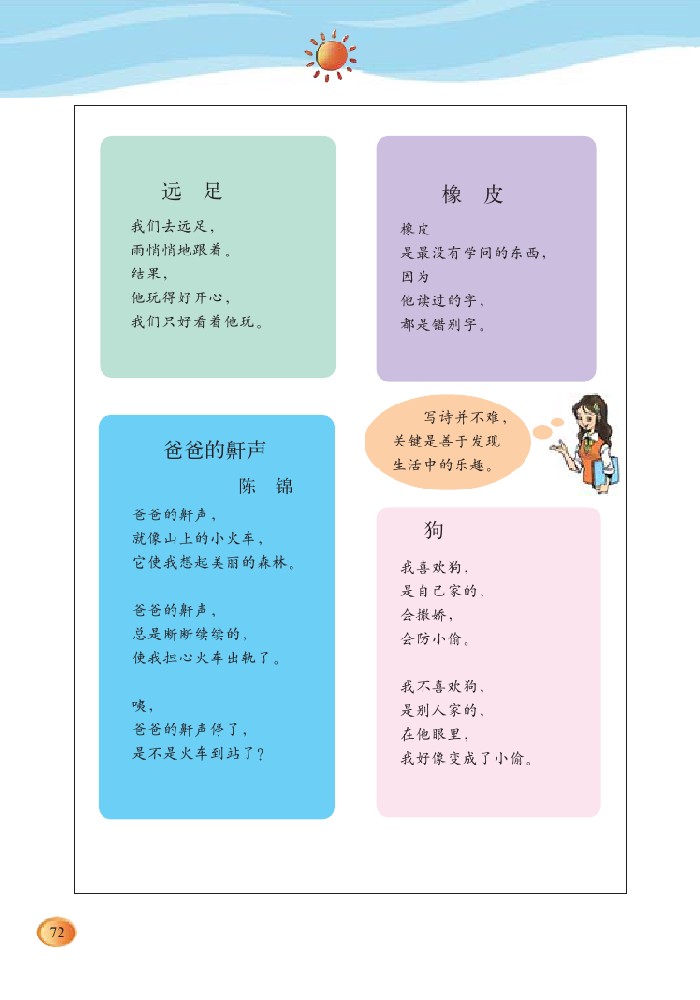 远 足
我们去远足，
雨悄悄地跟着。
结果，
他玩得好开心，
我们只好看着他玩。
橡 皮
橡皮
是最没有学问的东西，
因为
他读过的字，
都是错别字。
爸爸的鼾声
陈 锦
爸爸的鼾声，
就像山上的小火车，
它使我想起美丽的森林。
爸爸的鼾声，
总是断断续续的，
使我担心火车出轨了。
咦，
爸爸的鼾声停了，
是不是火车到站了？
写诗并不难，
关键是善于发现
生活中的乐趣。
狗
我喜欢狗，
是自己家的，
会撒娇，
会防小偷。
我不喜欢狗，
是别人家的，
在他眼里，
我好像变成了小偷。
72